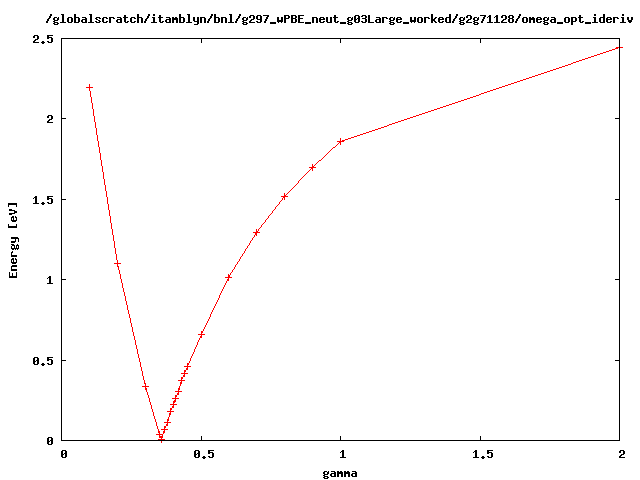 /globalscratch/itamblyn/bnl/g297_wPBE_neut_g03Large_worked/g2g71128/omega_opt_ideriv
2.5
2
1.5
1
0.5
0
Energy [eV]
0 0.5 1 1.5 2
gamma